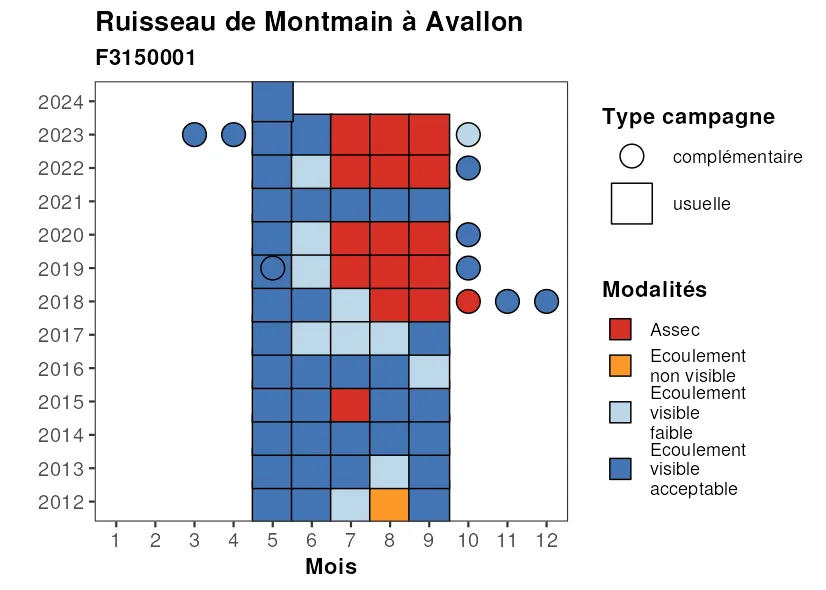 Ruisseau de Montmain à Avallon
F3150001
2024
2023
2022
2021
2020
2019
2018
2017
2016
2015
2014
2013
2012
1 2 3 4 5 6 7 8 9 10 11 12
Mois
Type campagne
complémentaire
usuelle
Modalités
Assec
Ecoulement
non visible
Ecoulement
visible
faible
Ecoulement
visible
acceptable